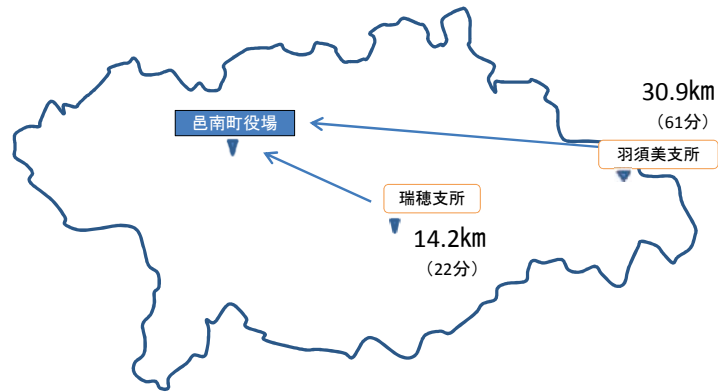 30.9㎞
（61分）
邑南町役場
羽須美支所
瑞穂支所
14.2㎞
（22分）